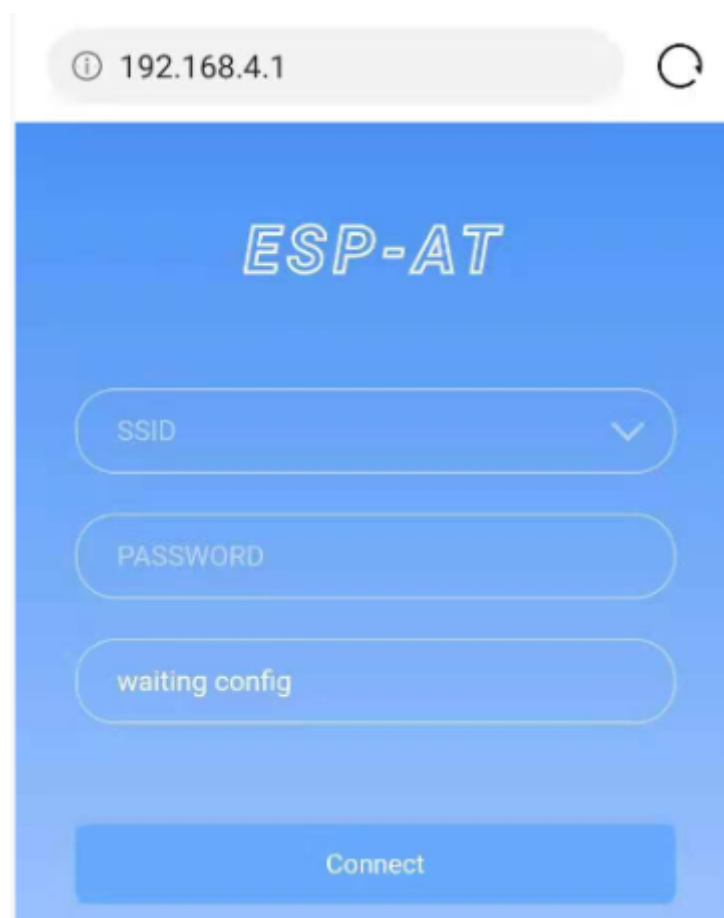 192.168.4.1
ESP-AT
SSID
PASSWORD
waiting config
Connect